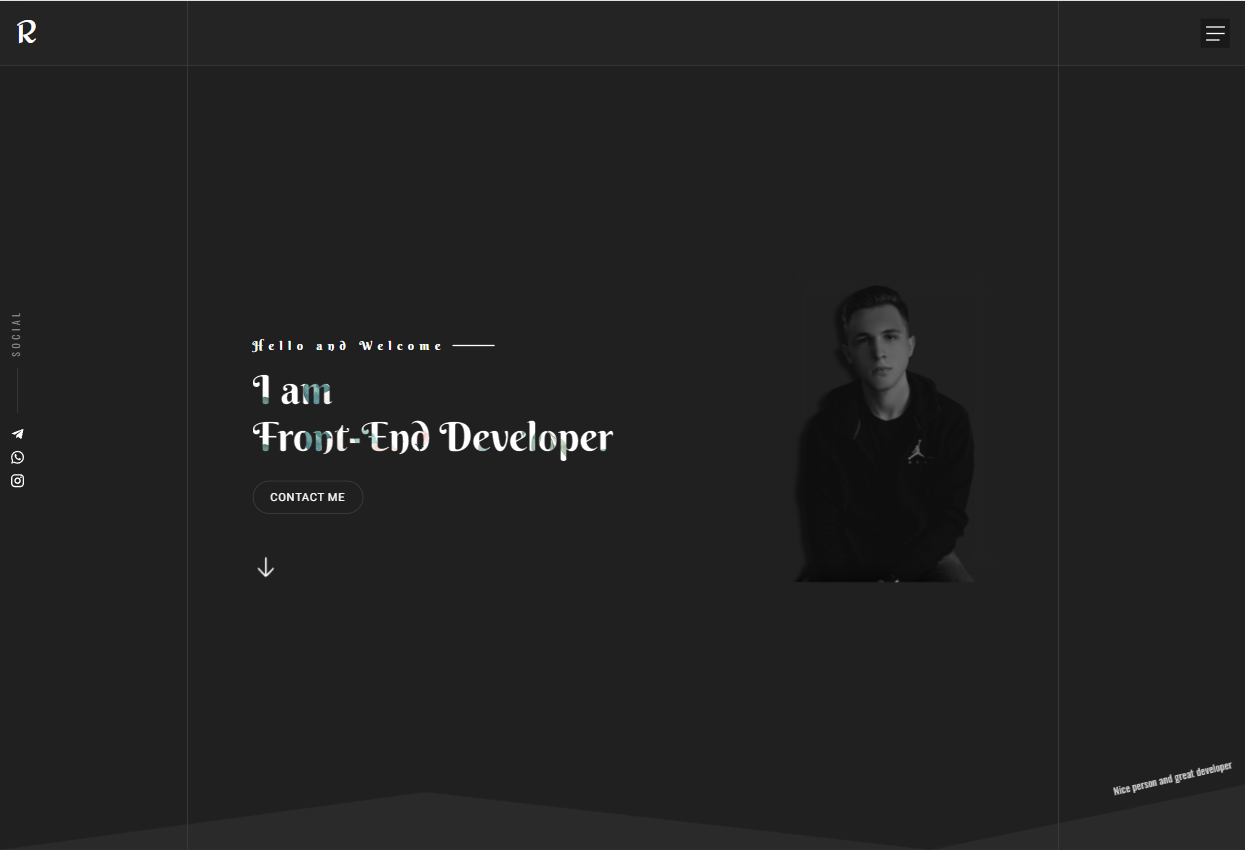 R
SOCIAL
Hello and Welcome
I am
Front-End Developer
CONTACT ME
Nice person and great developer